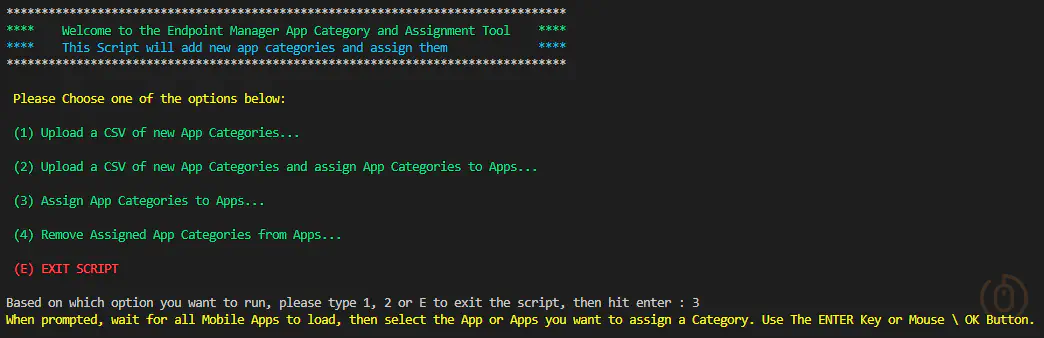 ********************************************************************************
**** Welcome to the Endpoint Manager App Category and Assignment Tool ****
**** This Script will add new app categories and assign them ****
********************************************************************************
Please Choose one of the options below:
(1) Upload a CSV of new App Categories...
(2) Upload a CSV of new App Categories and assign App Categories to Apps...
(3) Assign App Categories to Apps...
(4) Remove Assigned App Categories from Apps...
(E) EXIT SCRIPT
Based on which option you want to run, please type 1, 2 or E to exit the script, then hit enter : 3
When prompted, wait for all Mobile Apps to load, then select the App or Apps you want to assign a Category. Use The ENTER Key or Mouse \ OK Button.